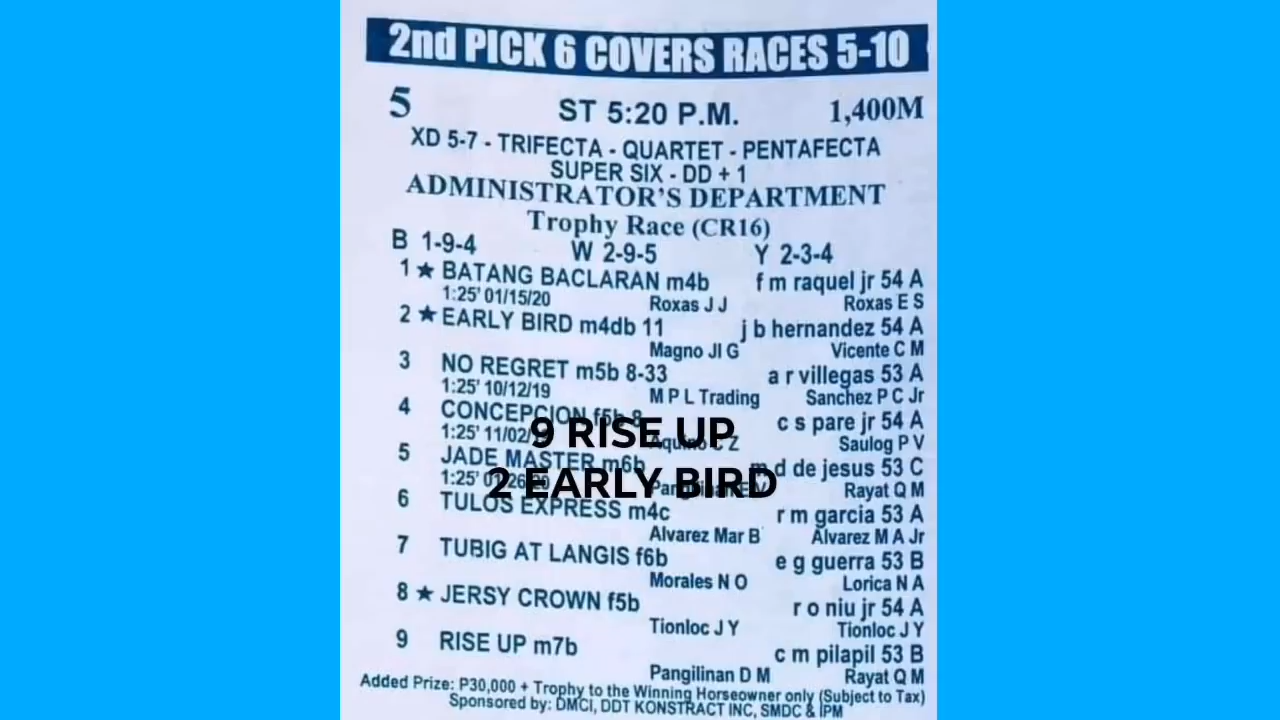 2nd PICK 6 COVERS RACES 5-10
5 ST 5:20 P.M. 1,400M
XD 5-7 - TRIFECTA - QUARTET - PENTAFECTA
SUPER SIX - DD + 1
ADMINISTRATOR'S DEPARTMENT
Trophy Race (CR16)
B 1-9-4 W 2-9-5 Y 2-3-4
1 ★ BATANG BACLARAN m4b f m raquel jr 54 A
1:25' 01/15/20 Roxas J J Roxas E S
2 ★ EARLY BIRD m4db 11 j b hernandez 54 A
Magno JI G Vicente C M
3 NO REGRET m5b 8-33 a r villegas 53 A
1:25' 10/12/19 M P L Trading Sanchez P C Jr
4 CONCEPCION f5b 8 c s pare jr 54 A
1:25' Aquino C Z Saulog P V
9 RISE UP
5 JADE MASTER m6b m d de jesus 53 C
1:25' Rayat Q M
2 EARLY BIRD
6 TULOS EXPRESS m4c r m garcia 53 A
Alvarez Mar B Alvarez M A Jr
7 TUBIG AT LANGIS f6b e g guerra 53 B
Morales N O Lorica N A
8 ★ JERSY CROWN f5b r o niu jr 54 A
Tionloc J Y Tionloc J Y
9 RISE UP m7b c m pilapil 53 B
Pangilinan D M Rayat Q M
Added Prize: P30,000 + Trophy to the Winning Horseowner only (Subject to Tax)
Sponsored by: DMCI, DDT KONSTRACT INC, SMDC & IPM